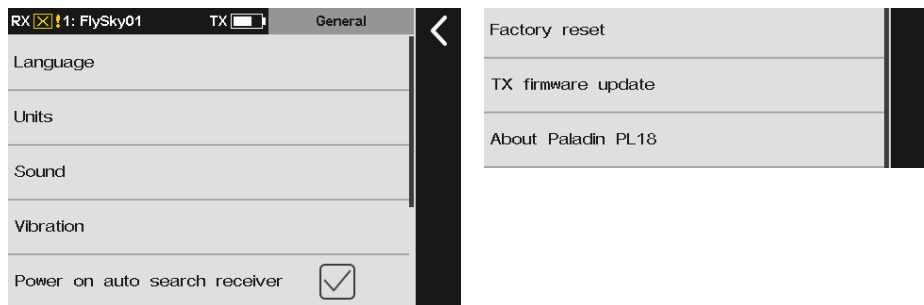 RX ! 1: FlySky01 TX General
Language
Units
Sound
Vibration
Power on auto search receiver
Factory reset
TX firmware update
About Paladin PL18